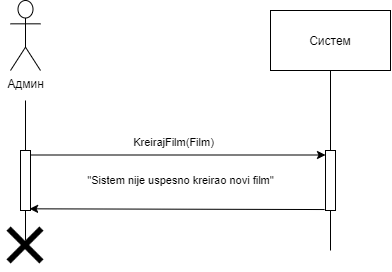 Систем
Админ
KreirajFilm(Film)
"Sistem nije uspesno kreirao novi film"